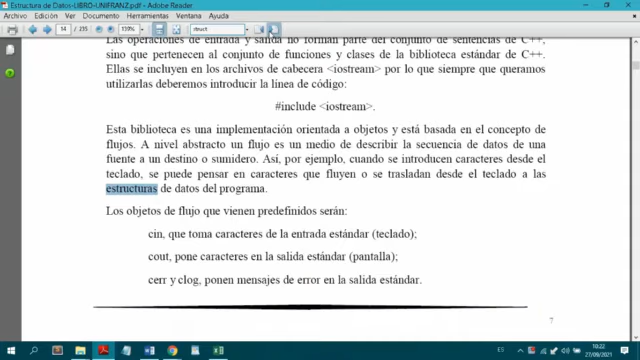 Estructura de Datos-LIBRO-UNIFRANZ.pdf - Adobe Reader
Archivo Edición Ver Documento Herramientas Ventana Ayuda
14 / 235 139% struct
Las operaciones de entrada y salida no forman parte del conjunto de sentencias de C++,
sino que pertenecen al conjunto de funciones y clases de la biblioteca estándar de C++.
Ellas se incluyen en los archivos de cabecera <iostream> por lo que siempre que queramos
utilizarlas deberemos introducir la línea de código:
#include <iostream>.
Esta biblioteca es una implementación orientada a objetos y está basada en el concepto de
flujos. A nivel abstracto un flujo es un medio de describir la secuencia de datos de una
fuente a un destino o sumidero. Así, por ejemplo, cuando se introducen caracteres desde el
teclado, se puede pensar en caracteres que fluyen o se trasladan desde el teclado a las
estructuras de datos del programa.
Los objetos de flujo que vienen predefinidos serán:
cin, que toma caracteres de la entrada estándar (teclado);
cout, pone caracteres en la salida estándar (pantalla);
cerr y clog, ponen mensajes de error en la salida estándar.
7
ES
10:22
27/09/2021